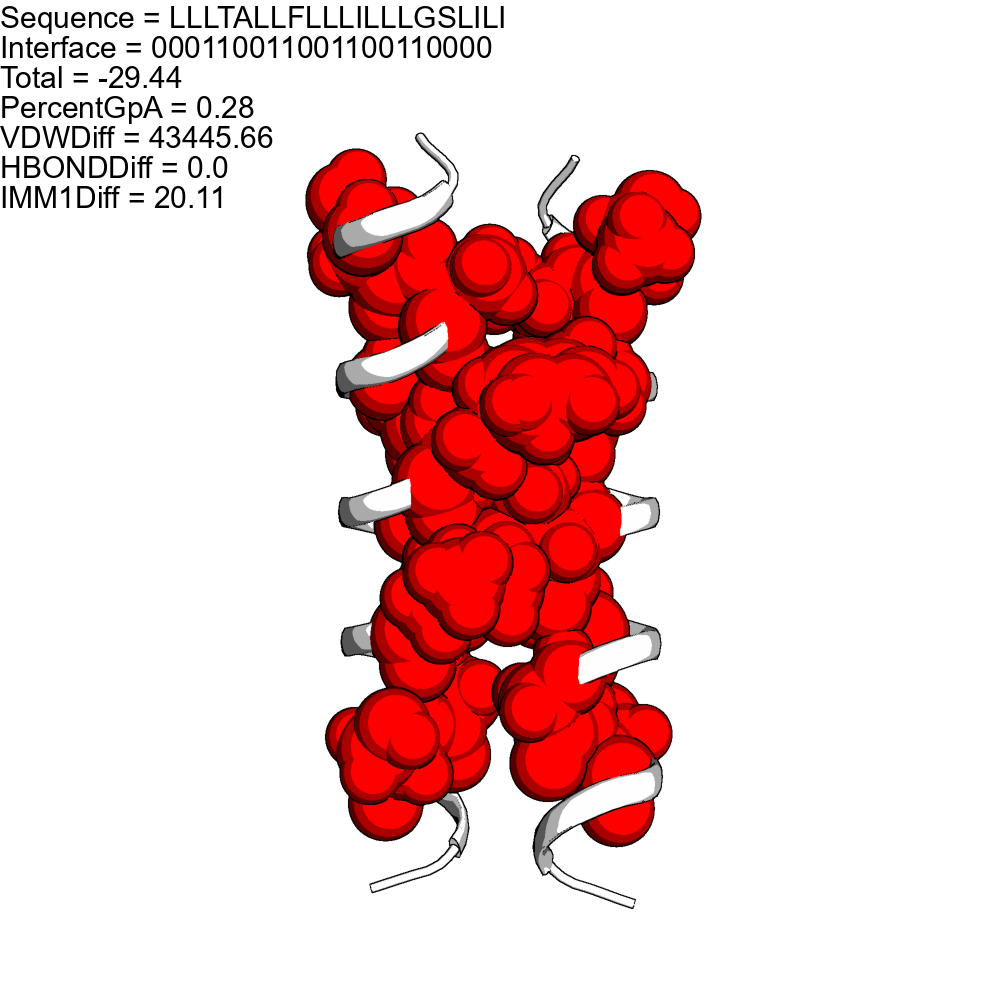 Sequence = LLLTALLFLLLILLLGSLILI
Interface = 000110011001100110000
Total = -29.44
PercentGpA = 0.28
VDWDiff = 43445.66
HBONDDiff = 0.0
IMM1Diff = 20.11